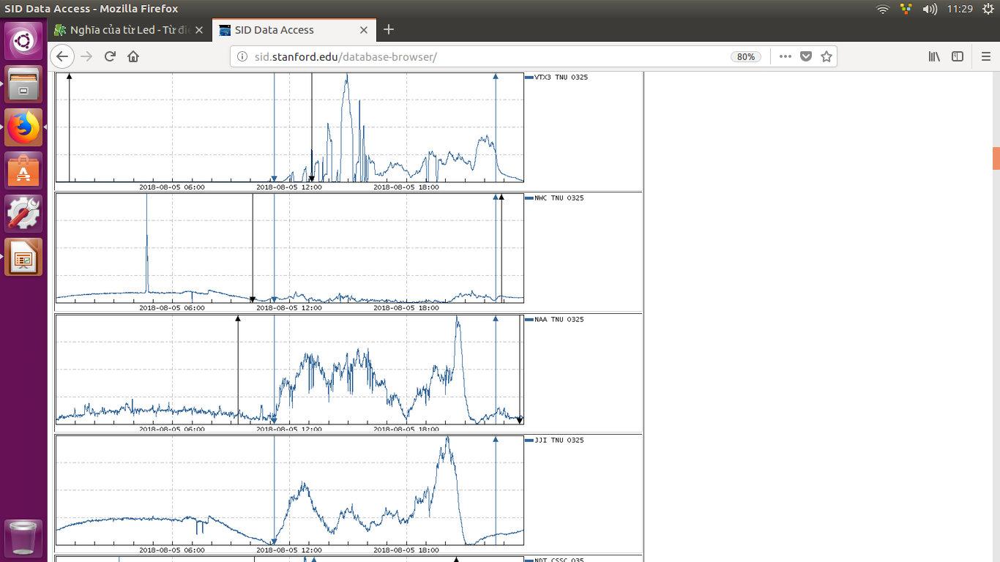 SID Data Access - Mozilla Firefox
11:29
Nghĩa của từ Led - Từ điể
SID Data Access
sid.stanford.edu/database-browser/
80%
VTX3 TNU 0325
2018-08-05 06:00 2018-08-05 12:00 2018-08-05 18:00
NWC TNU 0325
2018-08-05 06:00 2018-08-05 12:00 2018-08-05 18:00
NAA TNU 0325
2018-08-05 06:00 2018-08-05 12:00 2018-08-05 18:00
JJI TNU 0325
2018-08-05 06:00 2018-08-05 12:00 2018-08-05 18:00
NDT CSSC 035